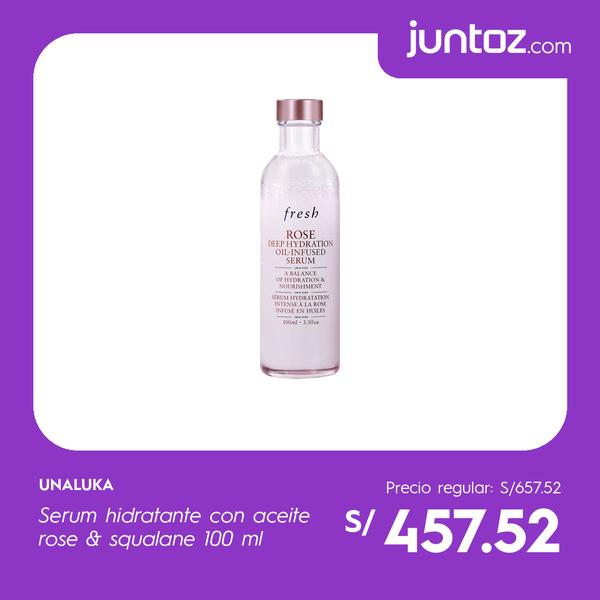 juntoz.com
fresh
ROSE
DEEP HYDRATION
OIL-INFUSED
SERUM
A BALANCE
OF HYDRATION &
NOURISHMENT
SÉRUM HYDRATATION
INTENSE À LA ROSE
INFUSÉ EN HUILES
100ml - 3.3fl oz
UNALUKA
Serum hidratante con aceite
rose & squalane 100 ml
Precio regular: S/657.52
S/ 457.52